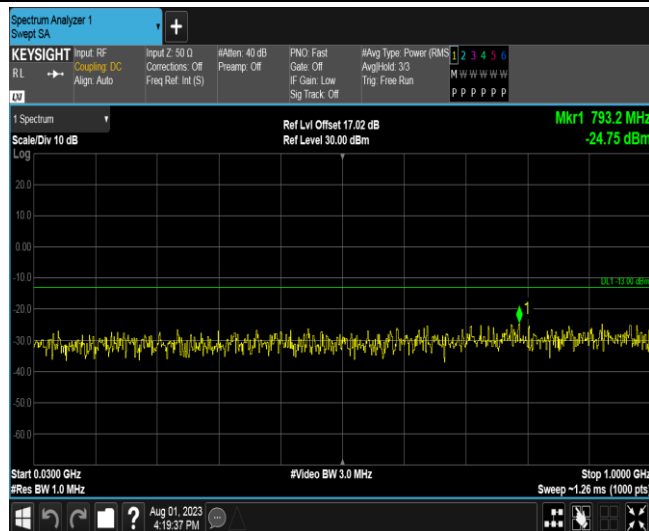 Spectrum Analyzer 1
Swept SA
+
KEYSIGHT Input: RF Input Z: 50 Ω #Atten: 40 dB PNO: Fast #Avg Type: Power (RMS 1 2 3 4 5 6
RL Coupling: DC Corrections: Off Preamp: Off Gate: Off Avg|Hold: 3/3 M W W W W W
Align: Auto Freq Ref: Int (S) IF Gain: Low Trig: Free Run
LXI Sig Track: Off P P P P P P
1 Spectrum Ref Lvl Offset 17.02 dB Mkr1 793.2 MHz
Scale/Div 10 dB Ref Level 30.00 dBm -24.75 dBm
Log
20.0
10.0
0.00
-10.0 DL1 -13.00 dBm
-20.0 1
-30.0
-40.0
-50.0
-60.0
Start 0.0300 GHz #Video BW 3.0 MHz Stop 1.0000 GHz
#Res BW 1.0 MHz Sweep ~1.26 ms (1000 pts)
? Aug 01, 2023
4:19:37 PM